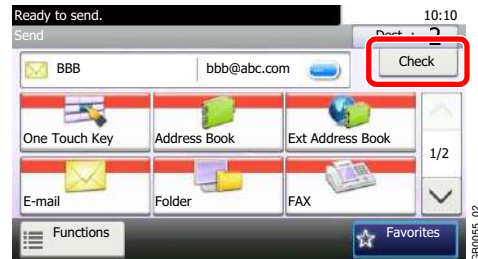 Ready to send.
10:10
Send
Dest.: 2
BBB
bbb@abc.com
Check
One Touch Key
Address Book
Ext Address Book
1/2
E-mail
Folder
FAX
Functions
Favorites
GB0055_02